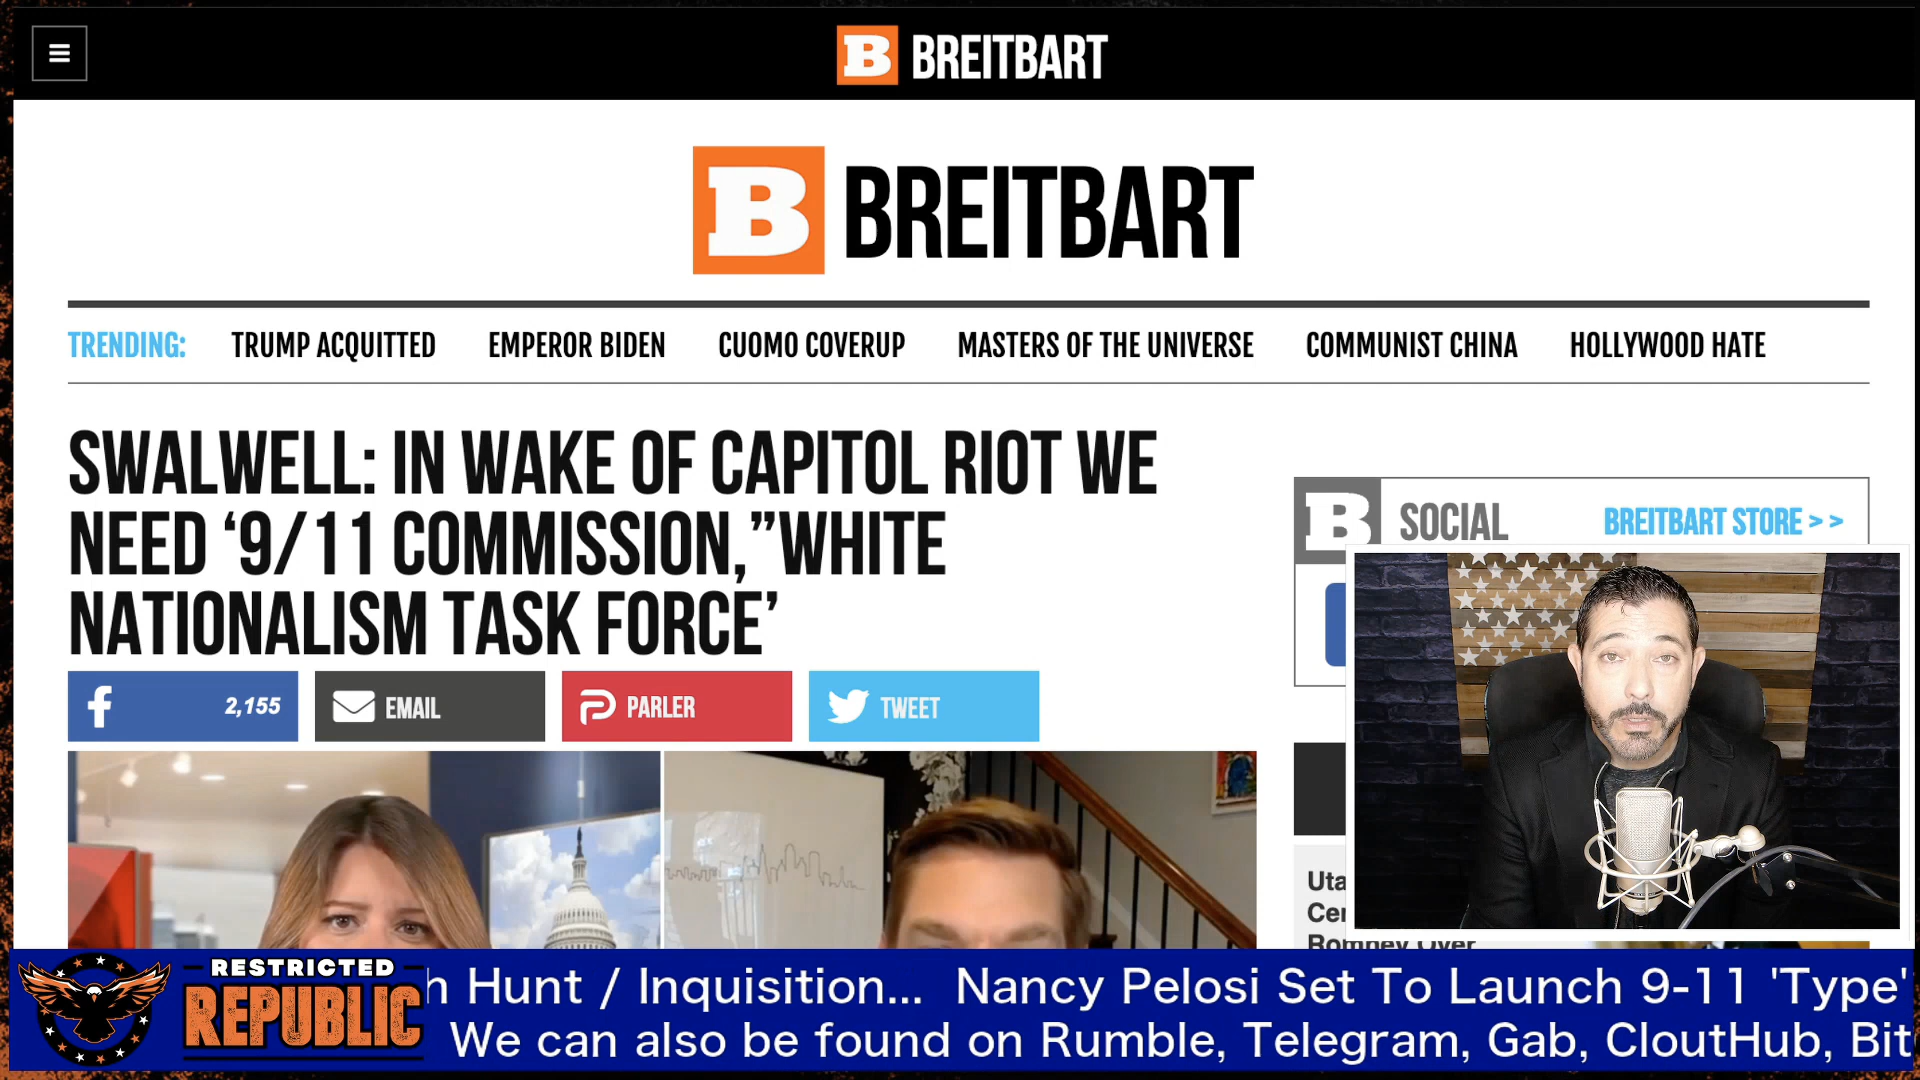 B BREITBART
B BREITBART
TRENDING: TRUMP ACQUITTED EMPEROR BIDEN CUOMO COVERUP MASTERS OF THE UNIVERSE COMMUNIST CHINA HOLLYWOOD HATE
SWALWELL: IN WAKE OF CAPITOL RIOT WE
NEED ‘9/11 COMMISSION,”WHITE
NATIONALISM TASK FORCE’
f 2,155 EMAIL PARLER TWEET
B SOCIAL BREITBART STORE > >
Romney Over
RESTRICTED
REPUBLIC
h Hunt / Inquisition... Nancy Pelosi Set To Launch 9-11 'Type'
We can also be found on Rumble, Telegram, Gab, CloutHub, Bit